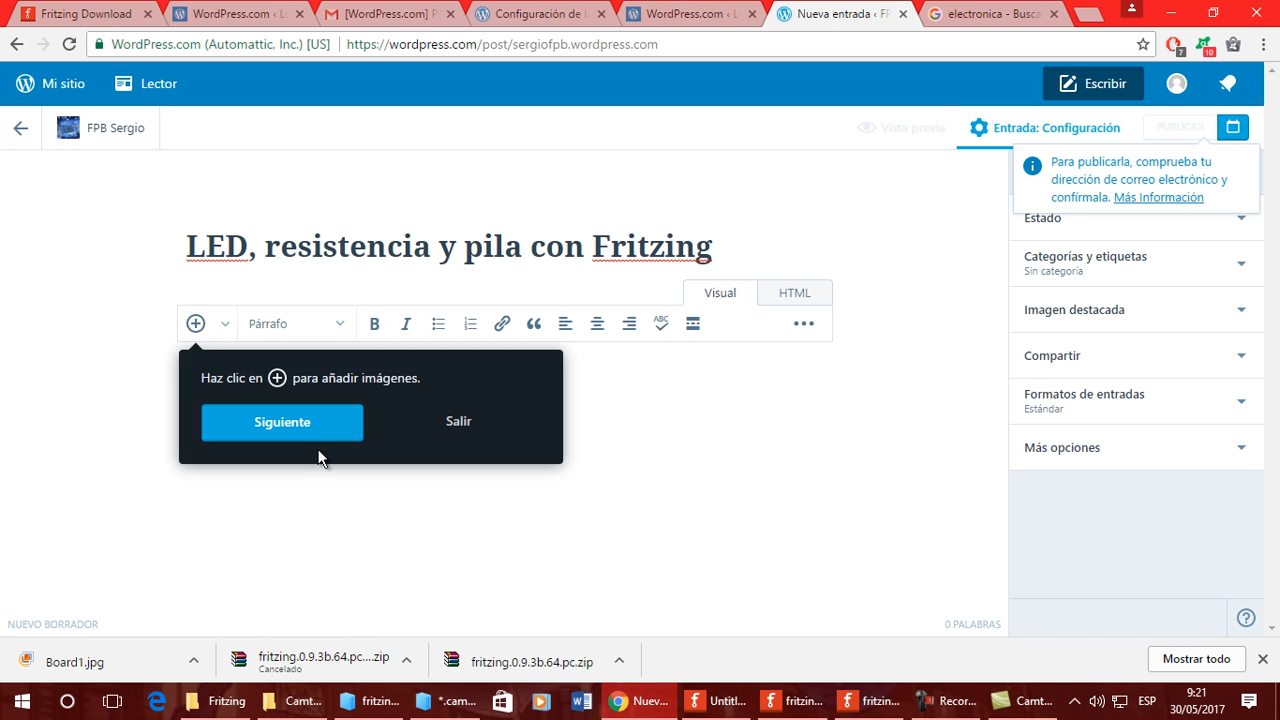 Fritzing Download
WordPress.com ‹ Lo
[WordPress.com] P
Configuración de l
WordPress.com ‹ L
Nueva entrada ‹ FP
electronica - Busca
WordPress.com (Automattic, Inc.) [US]
https://wordpress.com/post/sergiofpb.wordpress.com
7
10
Mi sitio
Lector
Escribir
FPB Sergio
Vista previa
Entrada: Configuración
PUBLICAR
Para publicarla, comprueba tu
dirección de correo electrónico y
confírmala. Más Información
Estado
Categorías y etiquetas
Sin categoría
Imagen destacada
Compartir
Formatos de entradas
Estándar
Más opciones
LED, resistencia y pila con Fritzing
Visual
HTML
Párrafo
B
I
ABC
Haz clic en para añadir imágenes.
Siguiente
Salir
NUEVO BORRADOR
0 PALABRAS
Board1.jpg
fritzing.0.9.3b.64.pc....zip
Cancelado
fritzing.0.9.3b.64.pc.zip
Mostrar todo
Fritzing
Camt...
fritzin...
*.cam...
Nuev...
Untitl...
fritzin...
fritzin...
Recor...
Camt...
ESP
9:21
30/05/2017